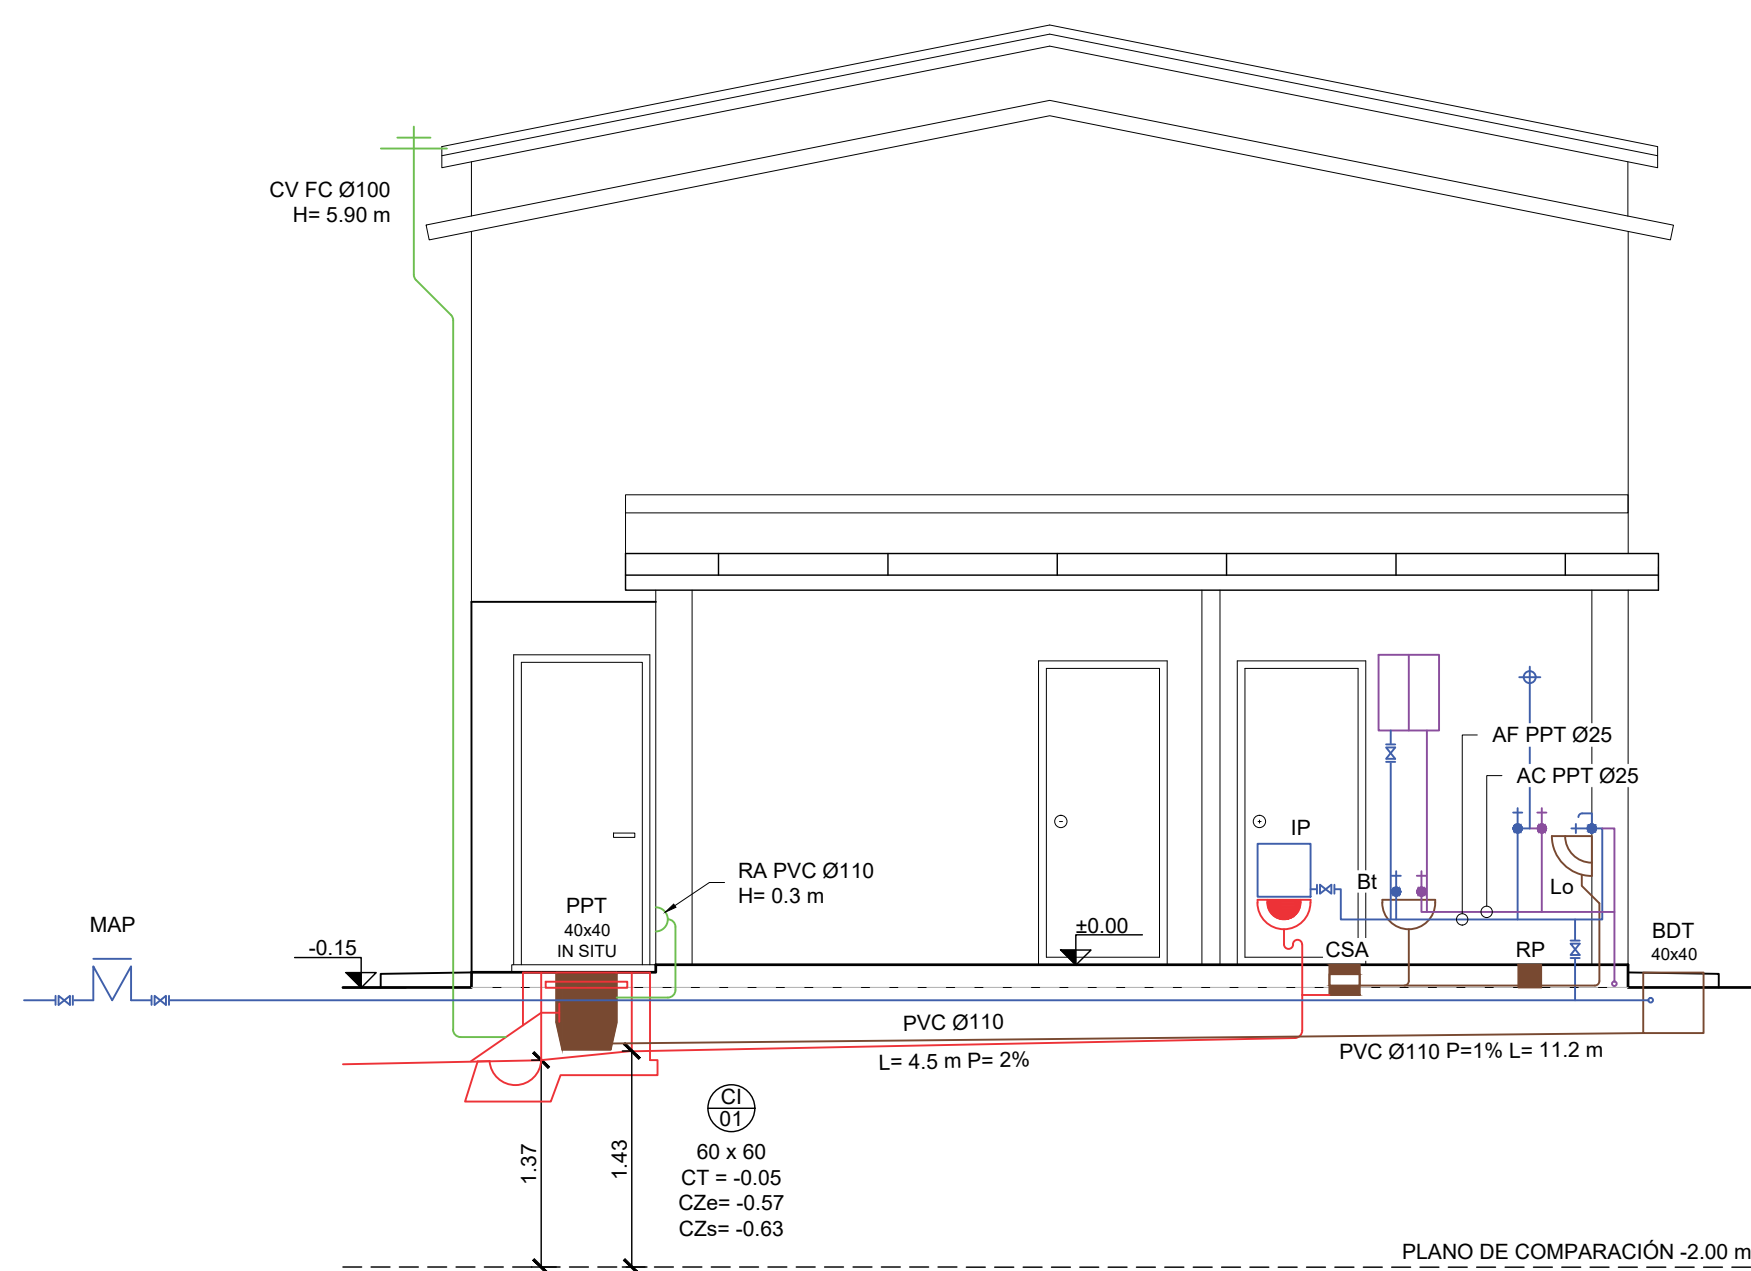 CV FC Ø100
H= 5.90 m
AF PPT Ø25
AC PPT Ø25
IP
RA PVC Ø110
H= 0.3 m
Bt
Lo
PPT
40x40
IN SITU
MAP
-0.15
±0.00
CSA
RP
BDT
40x40
PVC Ø110
L= 4.5 m P= 2%
PVC Ø110 P=1% L= 11.2 m
CI
01
1.37
1.43
60 x 60
CT = -0.05
CZe= -0.57
CZs= -0.63
PLANO DE COMPARACIÓN -2.00 m